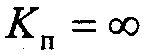 Kп = ∞